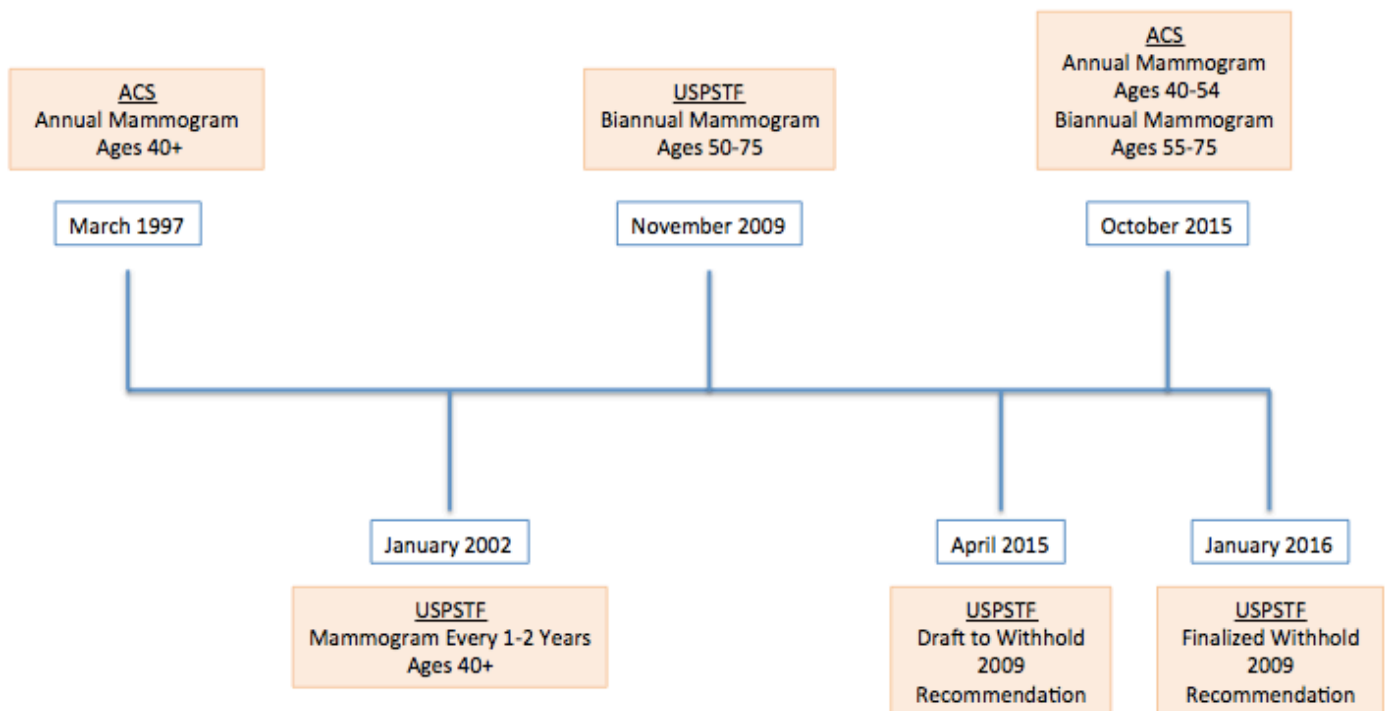 ACS
Annual Mammogram
Ages 40+
March 1997
USPSTF
Biannual Mammogram
Ages 50-75
November 2009
ACS
Annual Mammogram
Ages 40-54
Biannual Mammogram
Ages 55-75
October 2015
January 2002
USPSTF
Mammogram Every 1-2 Years
Ages 40+
April 2015
USPSTF
Draft to Withhold
2009
Recommendation
January 2016
USPSTF
Finalized Withhold
2009
Recommendation